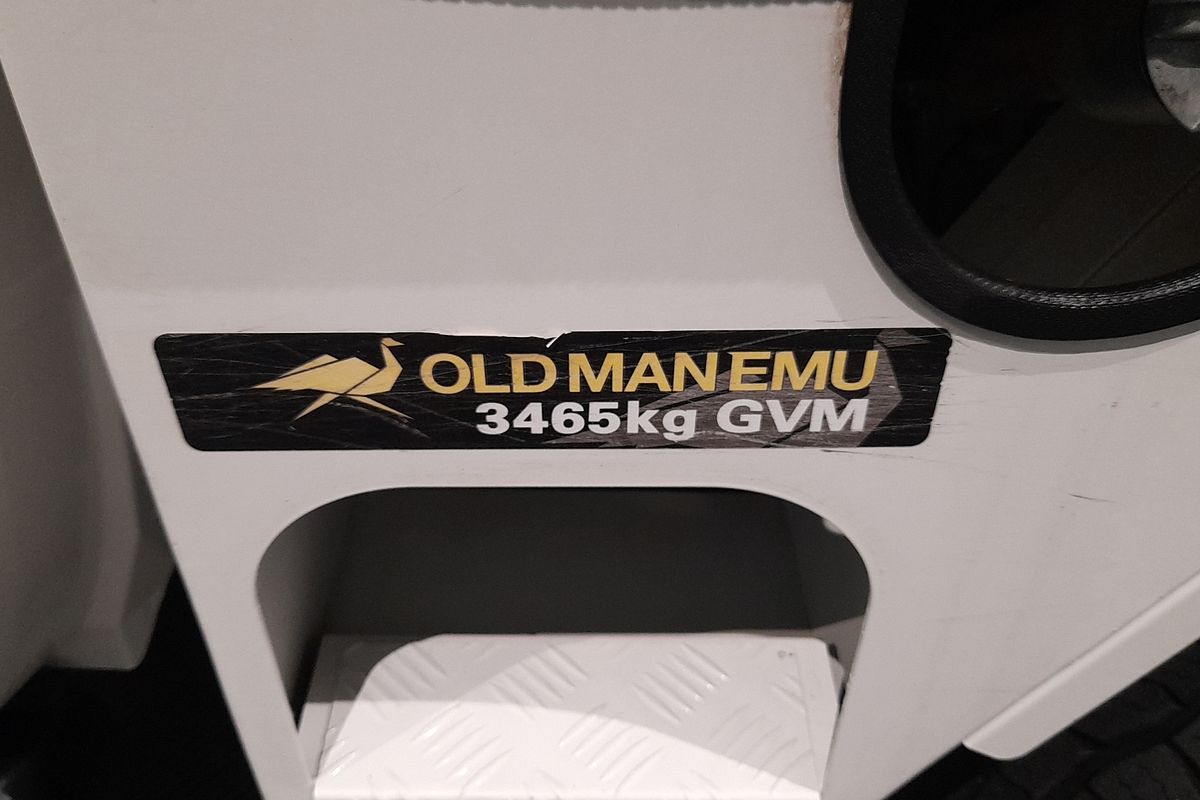 OLD MAN EMU
3465kg GVM